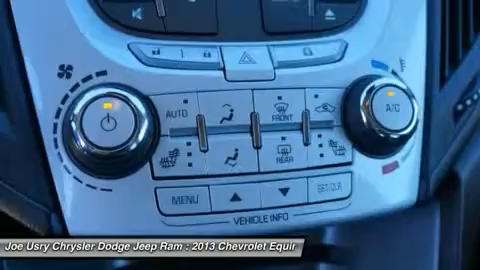 AUTO
FRONT
A/C
REAR
MENU
SET/CLR
VEHICLE INFO
Joe Usry Chrysler Dodge Jeep Ram : 2013 Chevrolet Equir